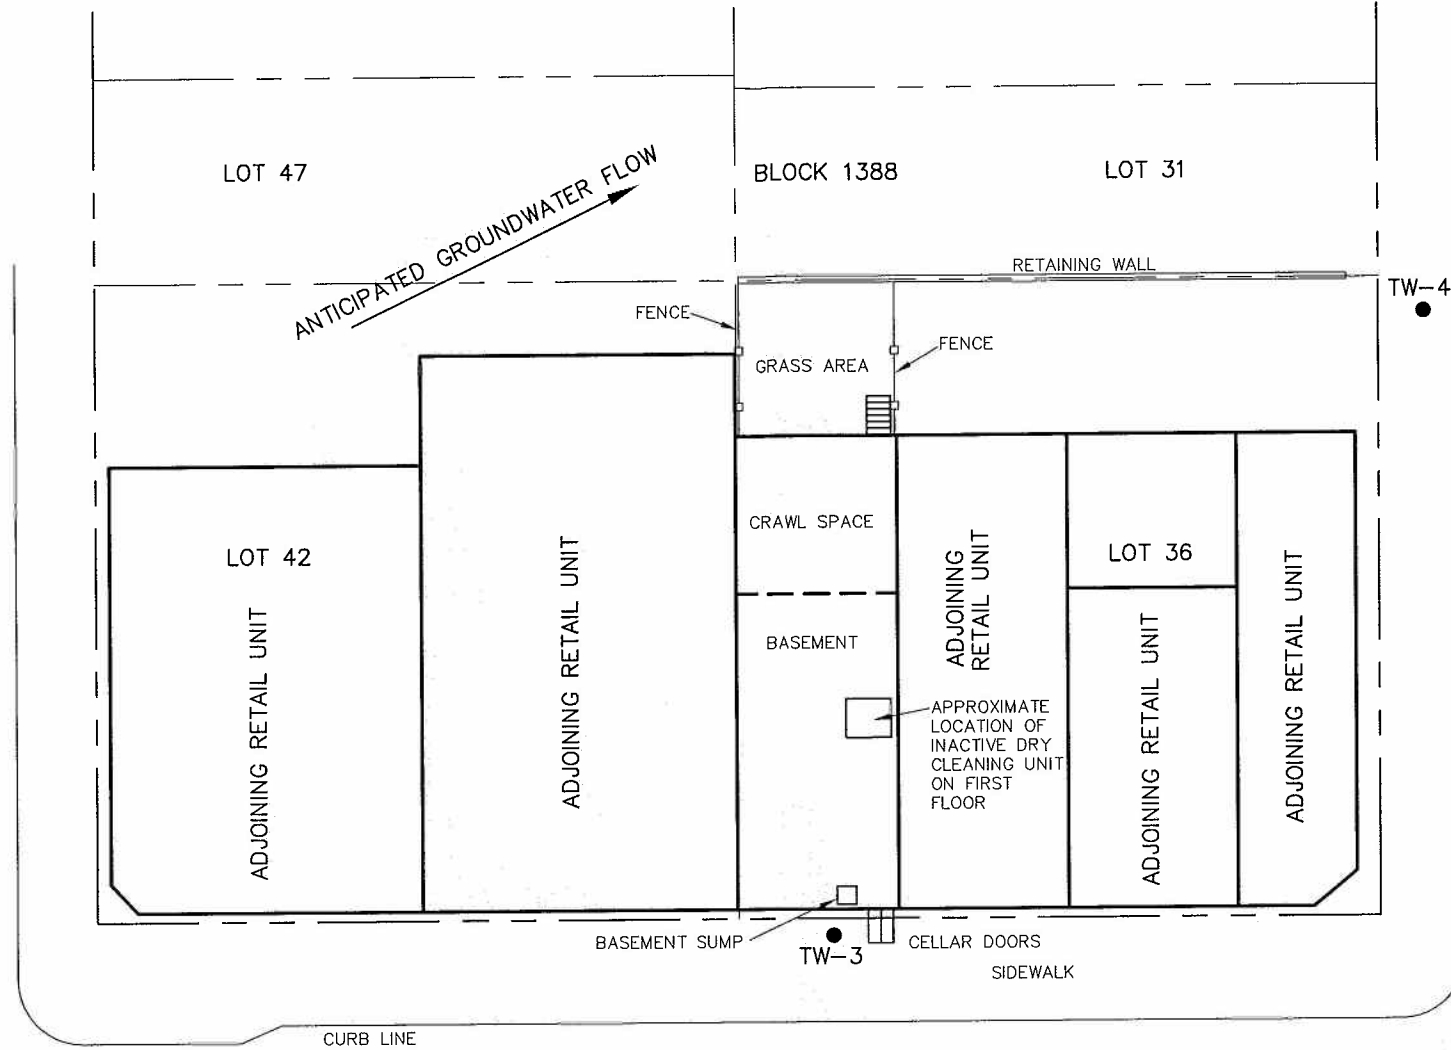 LOT 47
ANTICIPATED GROUNDWATER FLOW
BLOCK 1388
LOT 31
RETAINING WALL
TW-4
FENCE
FENCE
GRASS AREA
CRAWL SPACE
LOT 42
ADJOINING RETAIL UNIT
ADJOINING RETAIL UNIT
BASEMENT
ADJOINING
RETAIL UNIT
LOT 36
ADJOINING RETAIL UNIT
ADJOINING RETAIL UNIT
APPROXIMATE
LOCATION OF
INACTIVE DRY
CLEANING UNIT
ON FIRST
FLOOR
BASEMENT SUMP
TW-3
CELLAR DOORS
SIDEWALK
CURB LINE